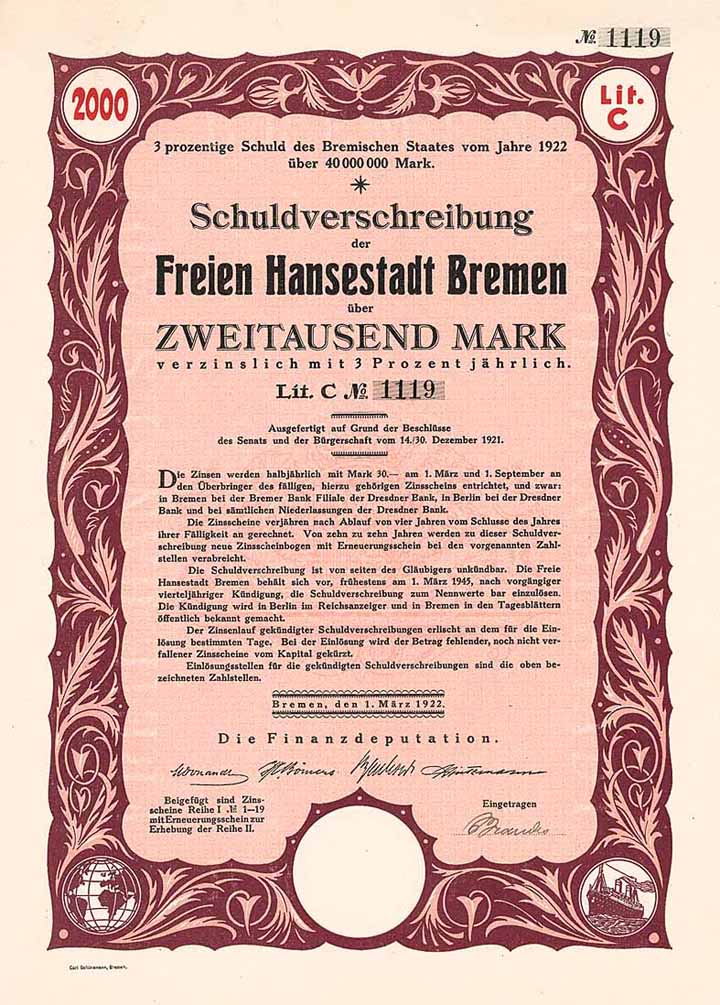 № 1119
2000
Lit. C
3 prozentige Schuld des Bremischen Staates vom Jahre 1922
über 40 000 000 Mark.
Schuldverschreibung
der
Freien Hansestadt Bremen
über
ZWEITAUSEND MARK
verzinslich mit 3 Prozent jährlich.
Lit. C № 1119
Ausgefertigt auf Grund der Beschlüsse
des Senats und der Bürgerschaft vom 14./30. Dezember 1921.
Die Zinsen werden halbjährlich mit Mark 30.— am 1. März und 1. September an
den Überbringer des fälligen, hierzu gehörigen Zinsscheins entrichtet, und zwar:
in Bremen bei der Bremer Bank Filiale der Dresdner Bank, in Berlin bei der Dresdner
Bank und bei sämtlichen Niederlassungen der Dresdner Bank.
Die Zinsscheine verjähren nach Ablauf von vier Jahren vom Schlusse des Jahres
ihrer Fälligkeit an gerechnet. Von zehn zu zehn Jahren werden zu dieser Schuldver-
schreibung neue Zinsscheinbogen mit Erneuerungsschein bei den vorgenannten Zahl-
stellen verabreicht.
Die Schuldverschreibung ist von seiten des Gläubigers unkündbar. Die Freie
Hansestadt Bremen behält sich vor, frühestens am 1. März 1945, nach vorgängiger
vierteljähriger Kündigung, die Schuldverschreibung zum Nennwerte bar einzulösen.
Die Kündigung wird in Berlin im Reichsanzeiger und in Bremen in den Tagesblättern
öffentlich bekannt gemacht.
Der Zinsenlauf gekündigter Schuldverschreibungen erlischt an dem für die Ein-
lösung bestimmten Tage. Bei der Einlösung wird der Betrag fehlender, noch nicht ver-
fallener Zinsscheine vom Kapital gekürzt.
Einlösungsstellen für die gekündigten Schuldverschreibungen sind die oben be-
zeichneten Zahlstellen.
Bremen, den 1. März 1922.
Die Finanzdeputation.
Beigefügt sind Zins-
scheine Reihe I № 1–19
mit Erneuerungsschein zur
Erhebung der Reihe II.
Eingetragen
Brandes
Carl Schünemann, Bremen.